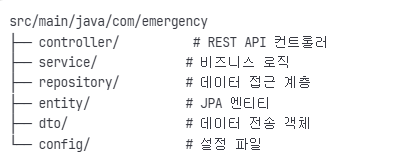 src/main/java/com/emergency
├── controller/          # REST API 컨트롤러
├── service/            # 비즈니스 로직
├── repository/         # 데이터 접근 계층
├── entity/             # JPA 엔티티
├── dto/                # 데이터 전송 객체
└── config/             # 설정 파일